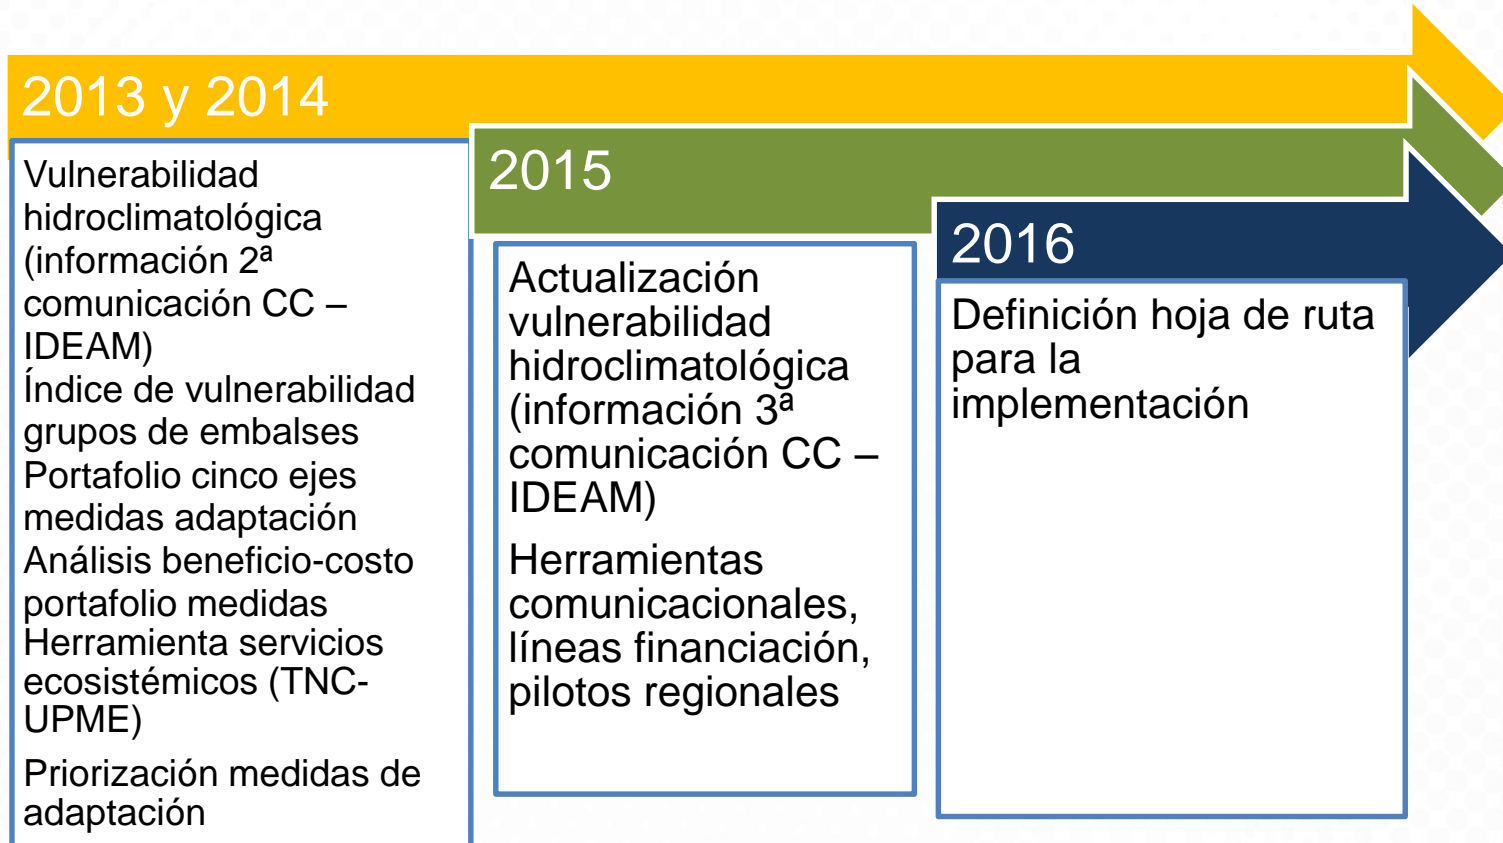 2013 y 2014
Vulnerabilidad
hidroclimatológica
(información 2ª
comunicación CC –
IDEAM)
Índice de vulnerabilidad
grupos de embalses
Portafolio cinco ejes
medidas adaptación
Análisis beneficio-costo
portafolio medidas
Herramienta servicios
ecosistémicos (TNC-
UPME)
Priorización medidas de
adaptación
2015
Actualización
vulnerabilidad
hidroclimatológica
(información 3ª
comunicación CC –
IDEAM)
Herramientas
comunicacionales,
líneas financiación,
pilotos regionales
2016
Definición hoja de ruta
para la
implementación